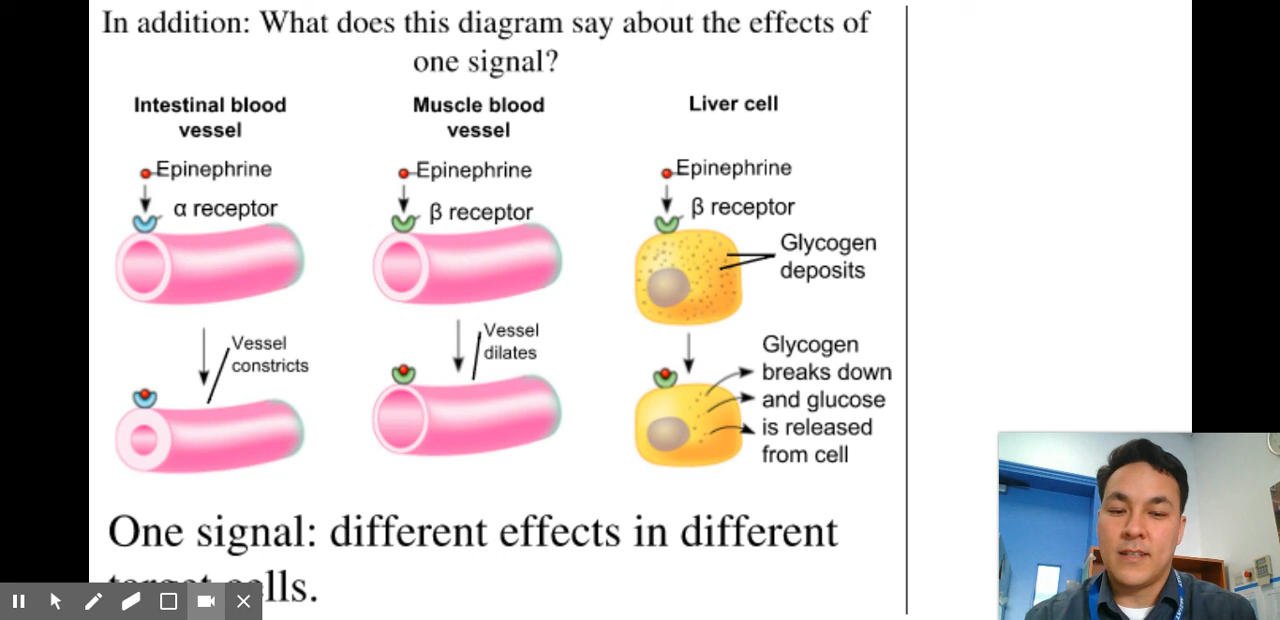 In addition: What does this diagram say about the effects of
one signal?
Intestinal blood
vessel
Epinephrine
α receptor
Vessel
constricts
Muscle blood
vessel
Epinephrine
β receptor
Vessel
dilates
Liver cell
Epinephrine
β receptor
Glycogen
deposits
Glycogen
breaks down
and glucose
is released
from cell
One signal: different effects in different
target cells.